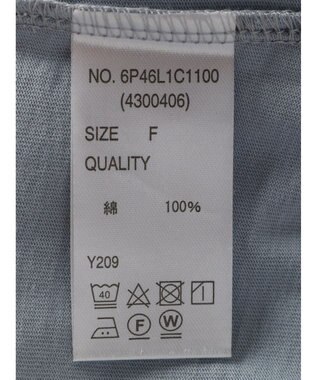 NO. 6P46L1C1100
(4300406)
SIZE F
QUALITY
綿 100%
Y209
40
F W